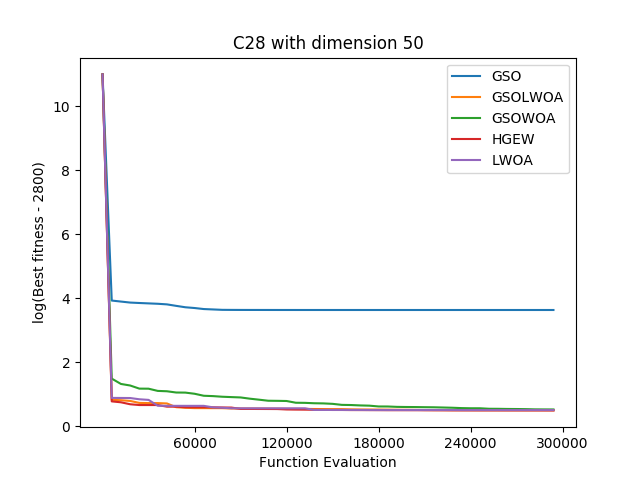 C28 with dimension 50
log(Best fitness - 2800)
10
8
6
4
2
0
60000 120000 180000 240000 300000
Function Evaluation
GSO
GSOLWOA
GSOWOA
HGEW
LWOA